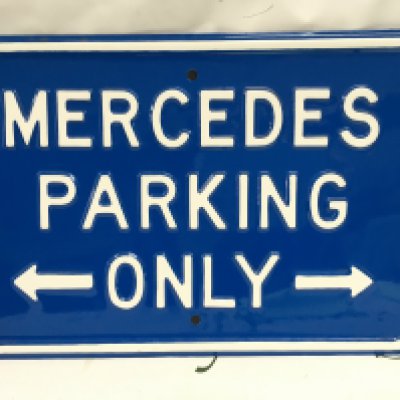 MERCEDES
PARKING
← ONLY →